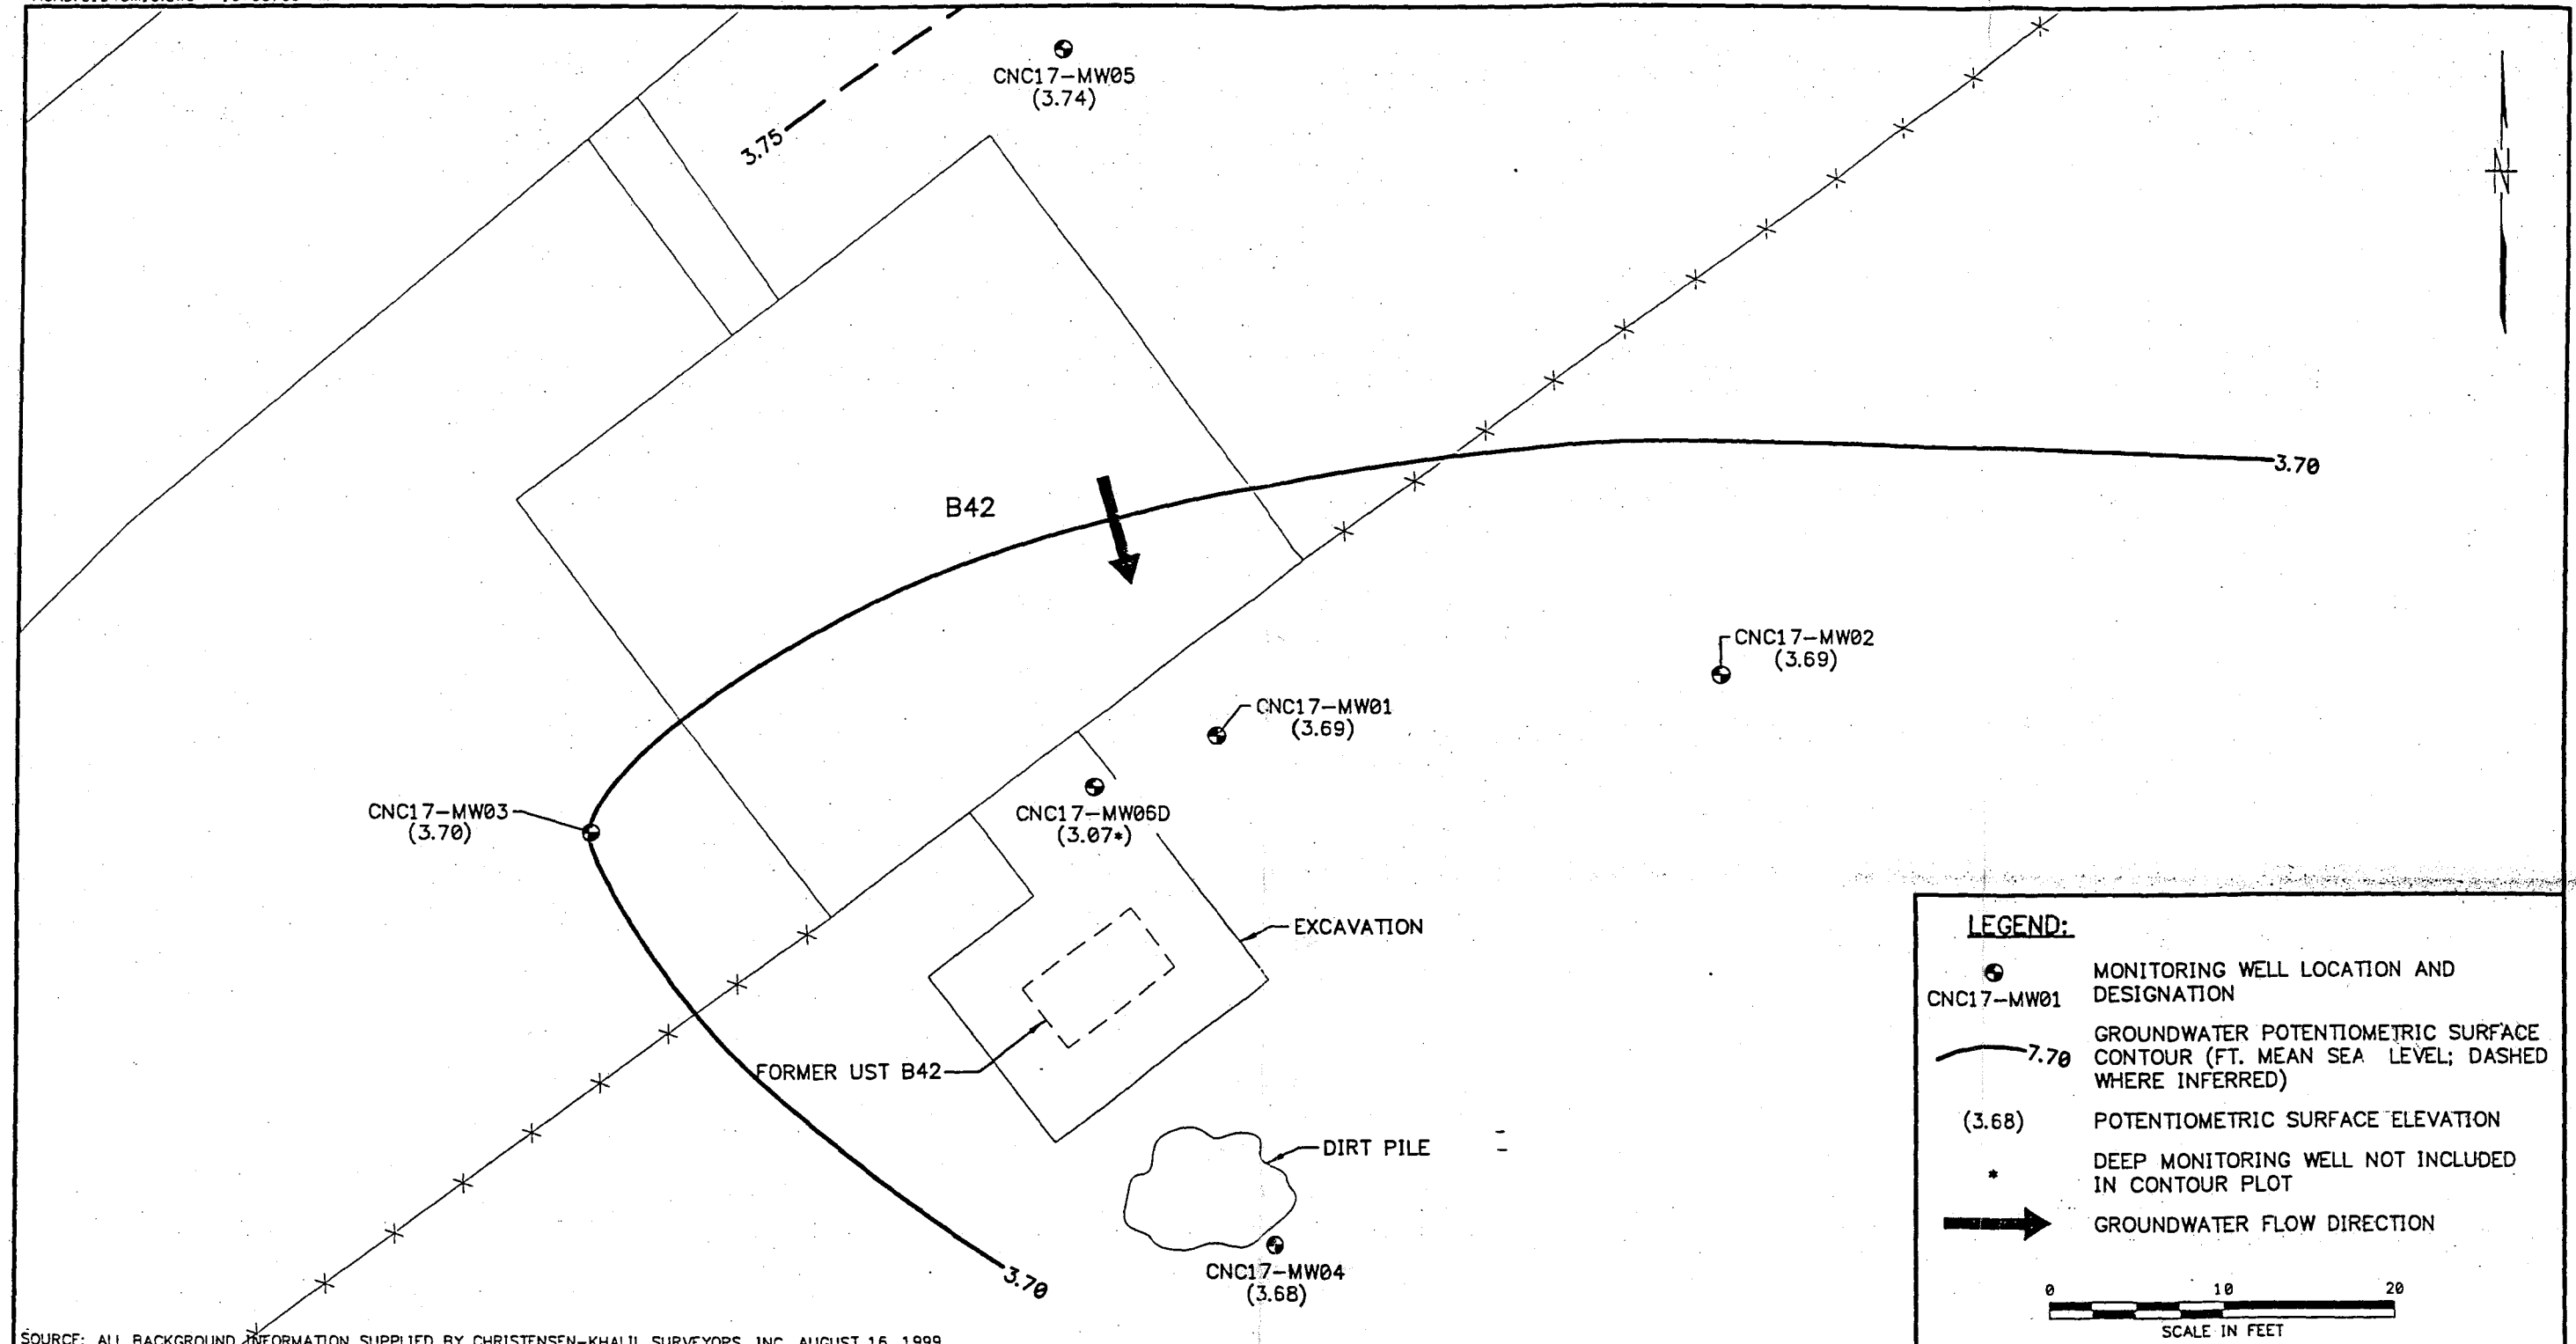 CNC17-MW05
(3.74)
3.75
N
B42
3.70
CNC17-MW02
(3.69)
CNC17-MW01
(3.69)
CNC17-MW03
(3.70)
CNC17-MW06D
(3.07*)
EXCAVATION
FORMER UST B42
DIRT PILE
CNC17-MW04
(3.68)
3.70
LEGEND:
CNC17-MW01
MONITORING WELL LOCATION AND
DESIGNATION
7.70
GROUNDWATER POTENTIOMETRIC SURFACE
CONTOUR (FT. MEAN SEA LEVEL; DASHED
WHERE INFERRED)
(3.68)
POTENTIOMETRIC SURFACE ELEVATION
*
DEEP MONITORING WELL NOT INCLUDED
IN CONTOUR PLOT
GROUNDWATER FLOW DIRECTION
0 10 20
SCALE IN FEET
SOURCE: ALL BACKGROUND INFORMATION SUPPLIED BY CHRISTENSEN-KHALIL SURVEYORS, INC. AUGUST 16, 1999